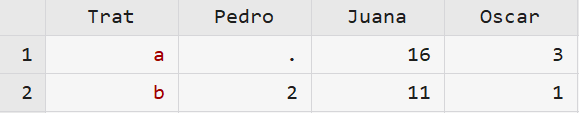 Trat Pedro Juana Oscar
1 a . 16 3
2 b 2 11 1